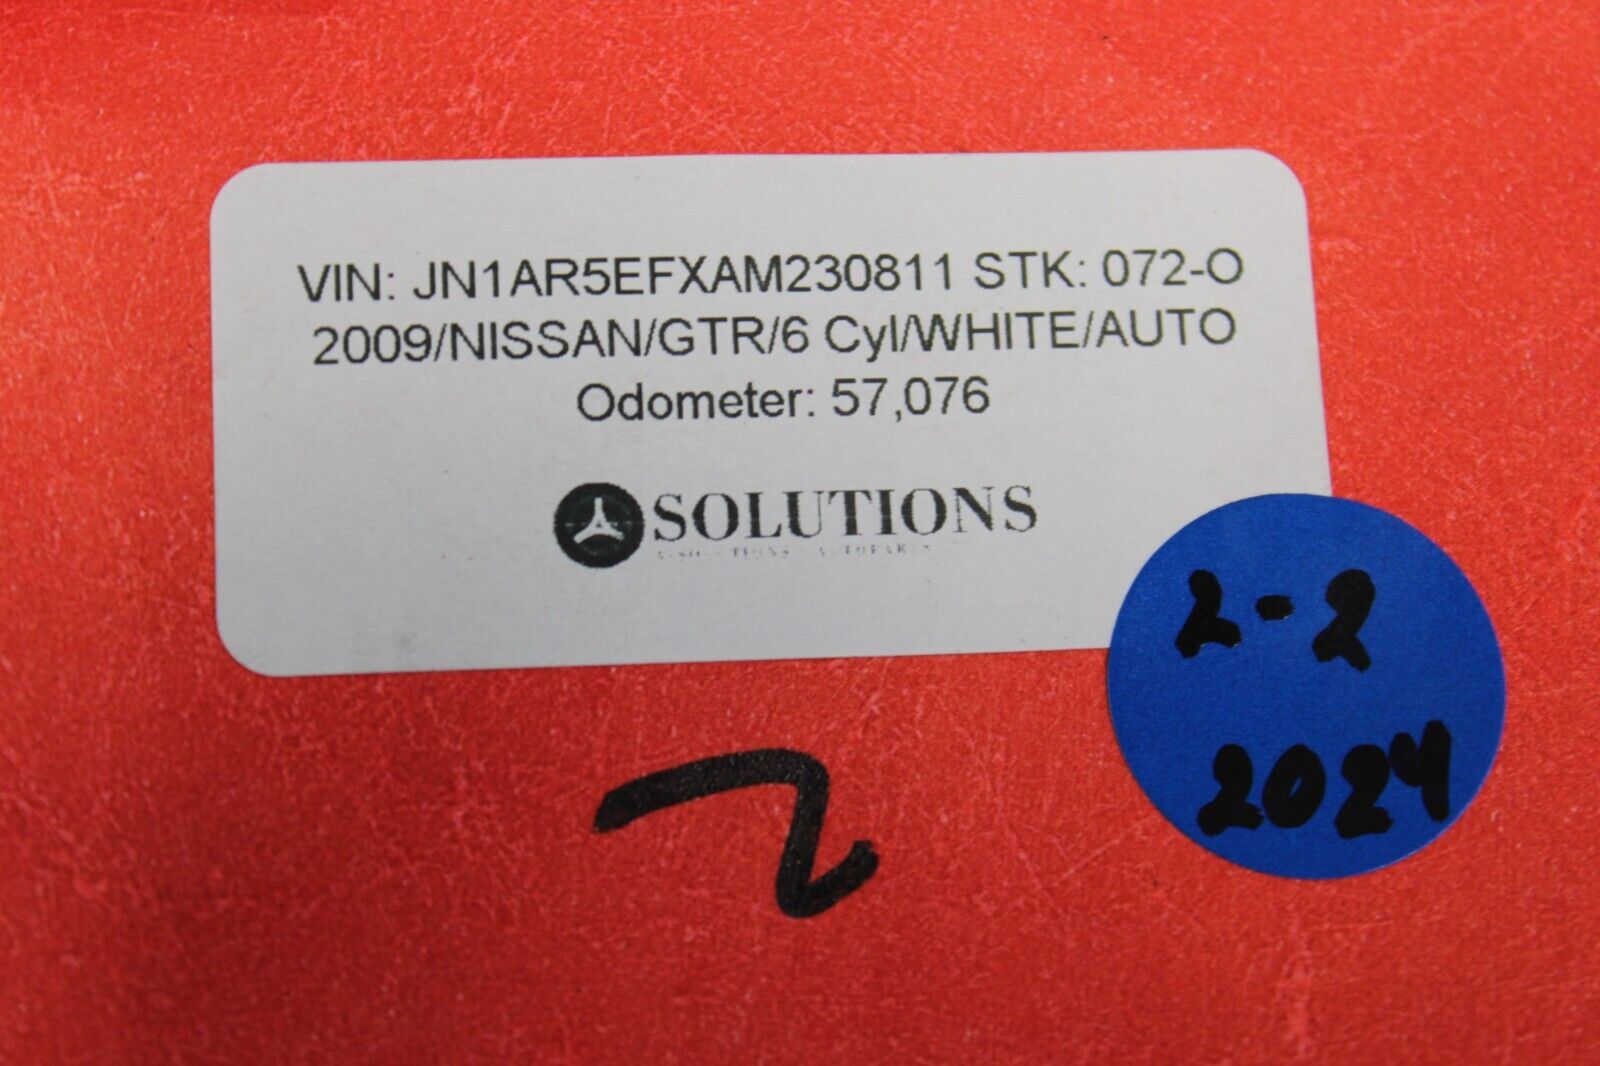 VIN: JN1AR5EFXAM230811 STK: 072-O
2009/NISSAN/GTR/6 Cyl/WHITE/AUTO
Odometer: 57,076
SOLUTIONS
2-2
2024
2